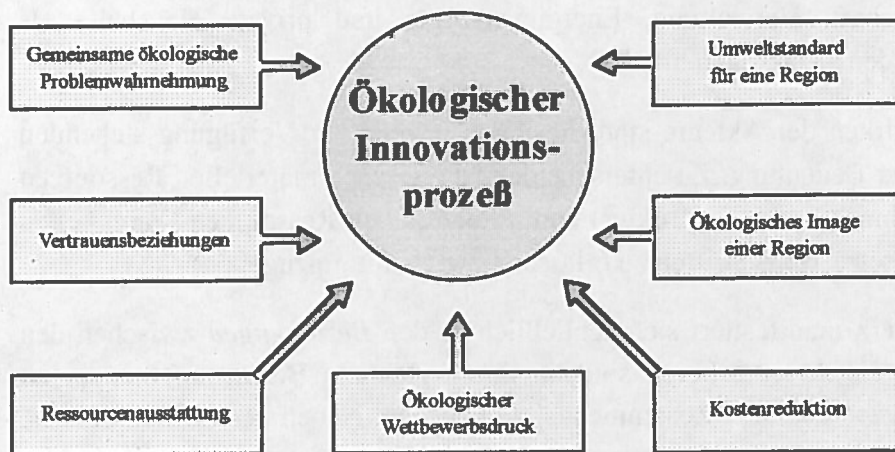 Gemeinsame ökologische
Problemwahrnehmung
Umweltstandard
für eine Region
Ökologischer
Innovations-
prozeß
Vertrauensbeziehungen
Ökologisches Image
einer Region
Ressourcenausstattung
Ökologischer
Wettbewerbsdruck
Kostenreduktion